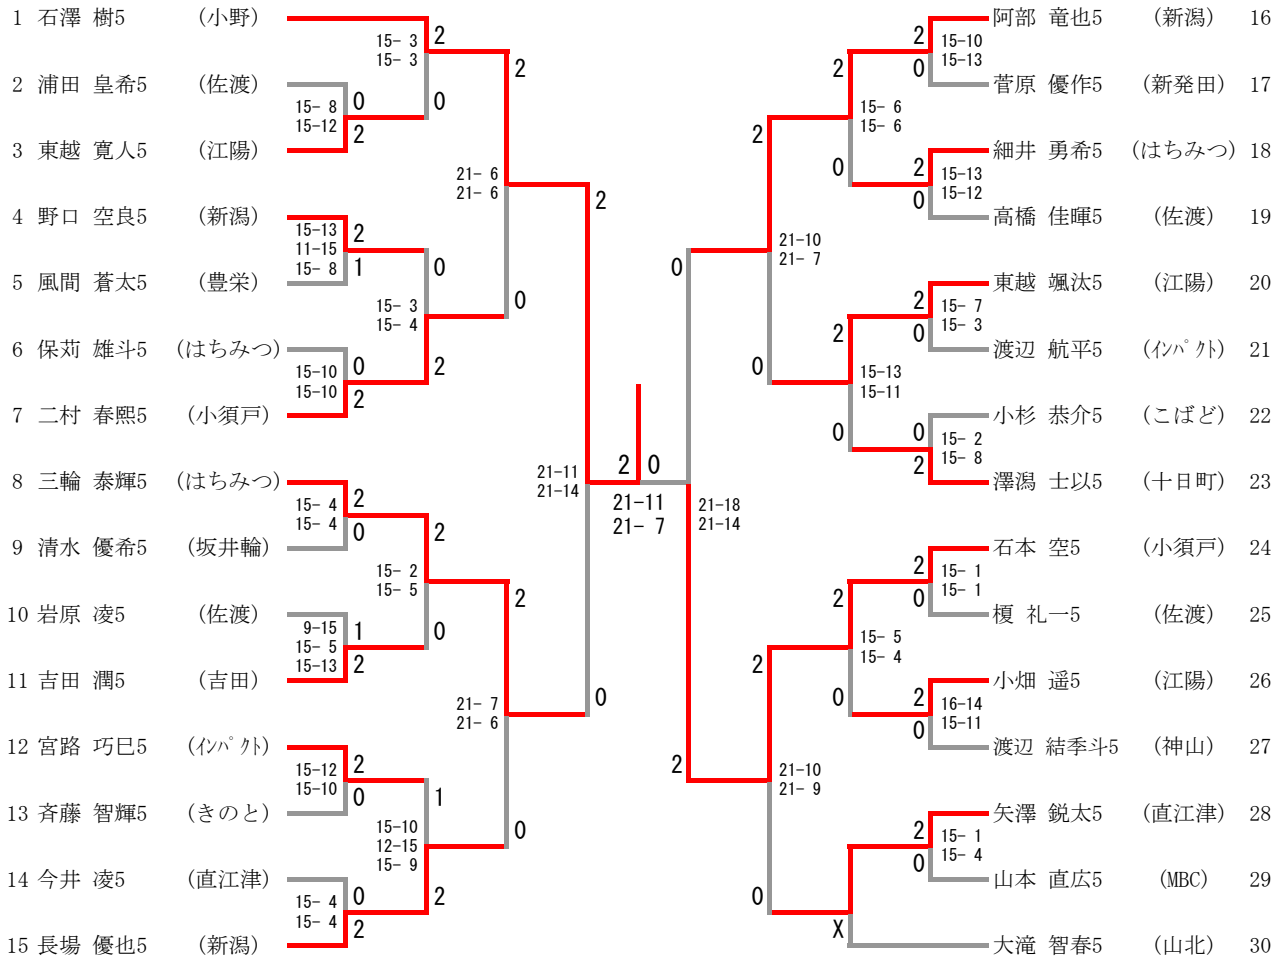 1 石澤 樹5 (小野)
2 浦田 皇希5 (佐渡)
3 東越 寛人5 (江陽)
4 野口 空良5 (新潟)
5 風間 蒼太5 (豊栄)
6 保苅 雄斗5 (はちみつ)
7 二村 春熙5 (小須戸)
8 三輪 泰輝5 (はちみつ)
9 清水 優希5 (坂井輪)
10 岩原 凌5 (佐渡)
11 吉田 潤5 (吉田)
12 宮路 巧巳5 (インパクト)
13 斉藤 智輝5 (きのと)
14 今井 凌5 (直江津)
15 長場 優也5 (新潟)
15- 3 2
15- 3
0
15- 8 0
15-12 2
15-13 2
11-15
15- 8 1
0
15- 3
15- 4
2
15-10 0
15-10 2
2
21- 6
21- 6
0
15- 4 2
15- 4 0
2
15- 2
15- 5
0
9-15 1
15- 5
15-13 2
15-12 2
15-10 0
1
15-10
12-15
15- 9
2
15- 4 0
15- 4 2
2
21- 7
21- 6
0
2
21-11
21-14
0
2 0
21-11
21- 7
0
21-18
21-14
2
2
21-10
21- 7
0
2
21-10
21- 9
0
2
15- 6
15- 6
0
2
15-13
15-11
0
2
15- 5
15- 4
0
X
2 15-10
0 15-13
2 15-13
0 15-12
2 15- 7
0 15- 3
0 15- 2
2 15- 8
2 15- 1
0 15- 1
2 16-14
0 15-11
2 15- 1
0 15- 4
阿部 竜也5 (新潟) 16
菅原 優作5 (新発田) 17
細井 勇希5 (はちみつ) 18
高橋 佳暉5 (佐渡) 19
東越 颯汰5 (江陽) 20
渡辺 航平5 (インパクト) 21
小杉 恭介5 (こばど) 22
澤潟 士以5 (十日町) 23
石本 空5 (小須戸) 24
榎 礼一5 (佐渡) 25
小畑 遥5 (江陽) 26
渡辺 結季斗5 (神山) 27
矢澤 鋭太5 (直江津) 28
山本 直広5 (MBC) 29
大滝 智春5 (山北) 30